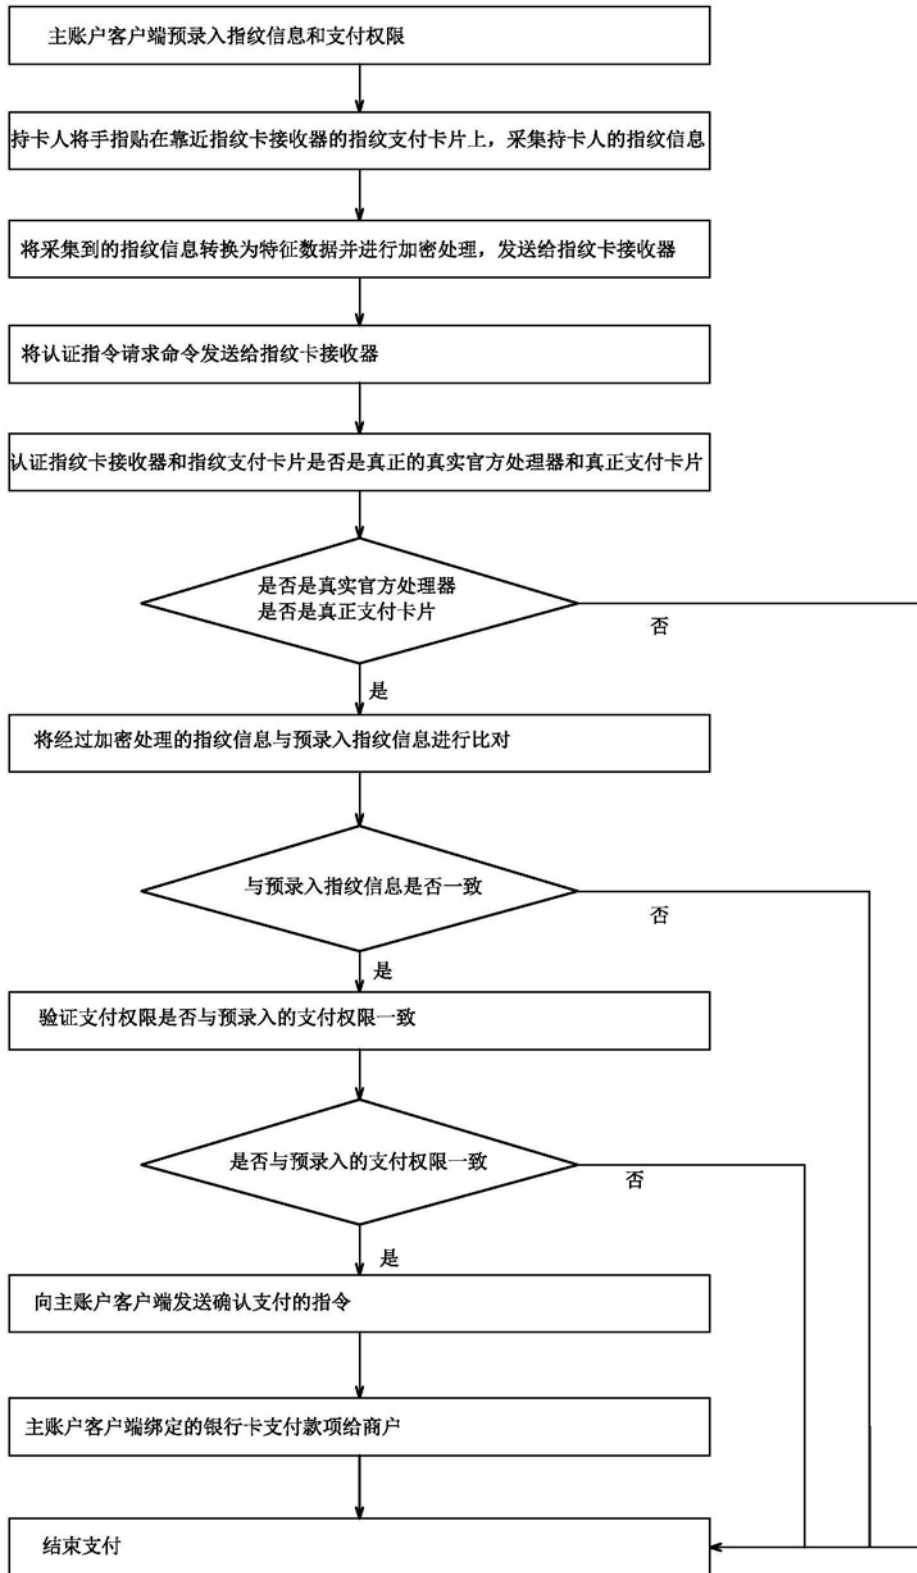 主账户客户端预录入指纹信息和支付权限
持卡人将手指贴在靠近指纹卡接收器的指纹支付卡片上，采集持卡人的指纹信息
将采集到的指纹信息转换为特征数据并进行加密处理，发送给指纹卡接收器
将认证指令请求命令发送给指纹卡接收器
认证指纹卡接收器和指纹支付卡片是否是真正的真实官方处理器和真正支付卡片
是否是真实官方处理器
是否是真正支付卡片
否
是
将经过加密处理的指纹信息与预录入指纹信息进行比对
与预录入指纹信息是否一致
否
是
验证支付权限是否与预录入的支付权限一致
是否与预录入的支付权限一致
否
是
向主账户客户端发送确认支付的指令
主账户客户端绑定的银行卡支付款项给商户
结束支付